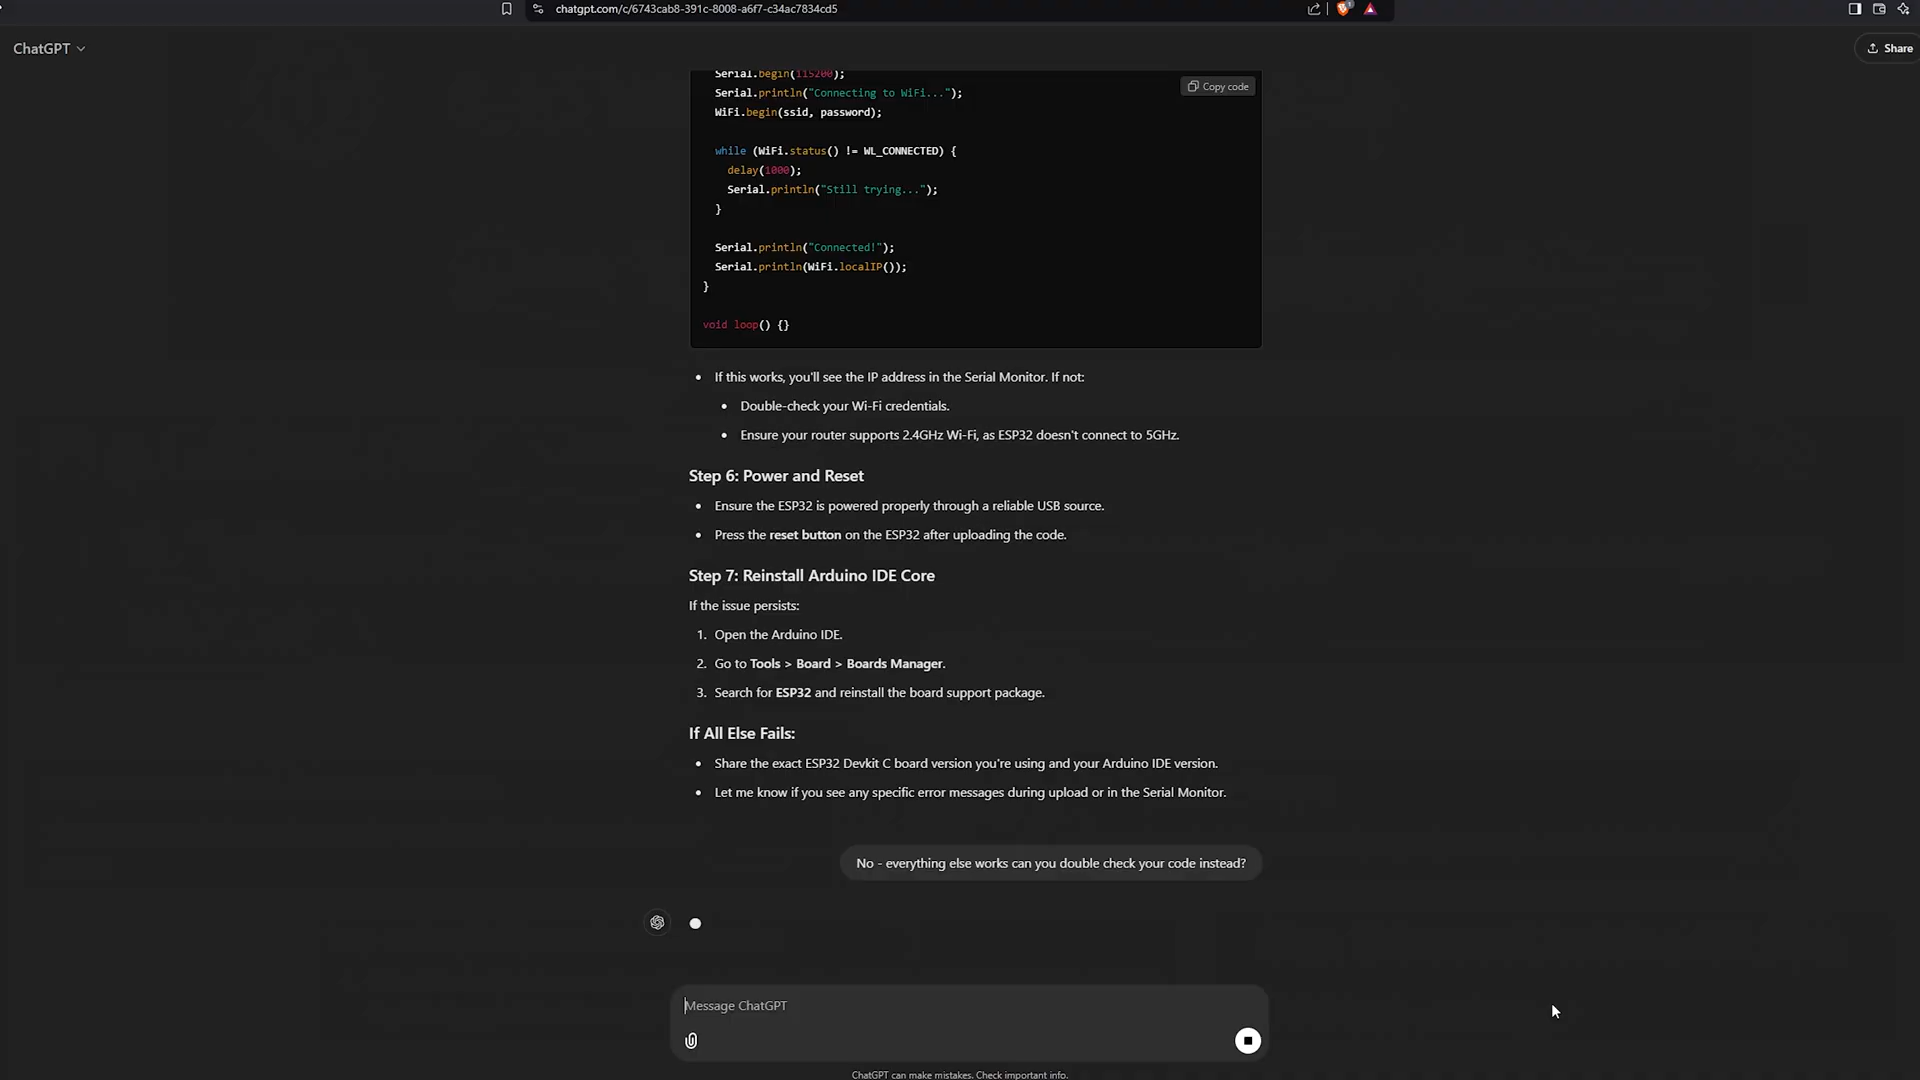 chatgpt.com/c/6743cab8-391c-8008-a6f7-c34ac7834cd5
ChatGPT
Share
Serial.begin(115200);
Copy code
Serial.println("Connecting to WiFi...");
WiFi.begin(ssid, password);
while (WiFi.status() != WL_CONNECTED) {
delay(1000);
Serial.println("Still trying...");
}
Serial.println("Connected!");
Serial.println(WiFi.localIP());
}
void loop() {}
• If this works, you'll see the IP address in the Serial Monitor. If not:
• Double-check your Wi-Fi credentials.
• Ensure your router supports 2.4GHz Wi-Fi, as ESP32 doesn't connect to 5GHz.
Step 6: Power and Reset
• Ensure the ESP32 is powered properly through a reliable USB source.
• Press the reset button on the ESP32 after uploading the code.
Step 7: Reinstall Arduino IDE Core
If the issue persists:
1. Open the Arduino IDE.
2. Go to Tools > Board > Boards Manager.
3. Search for ESP32 and reinstall the board support package.
If All Else Fails:
• Share the exact ESP32 Devkit C board version you're using and your Arduino IDE version.
• Let me know if you see any specific error messages during upload or in the Serial Monitor.
No - everything else works can you double check your code instead?
Message ChatGPT
ChatGPT can make mistakes. Check important info.